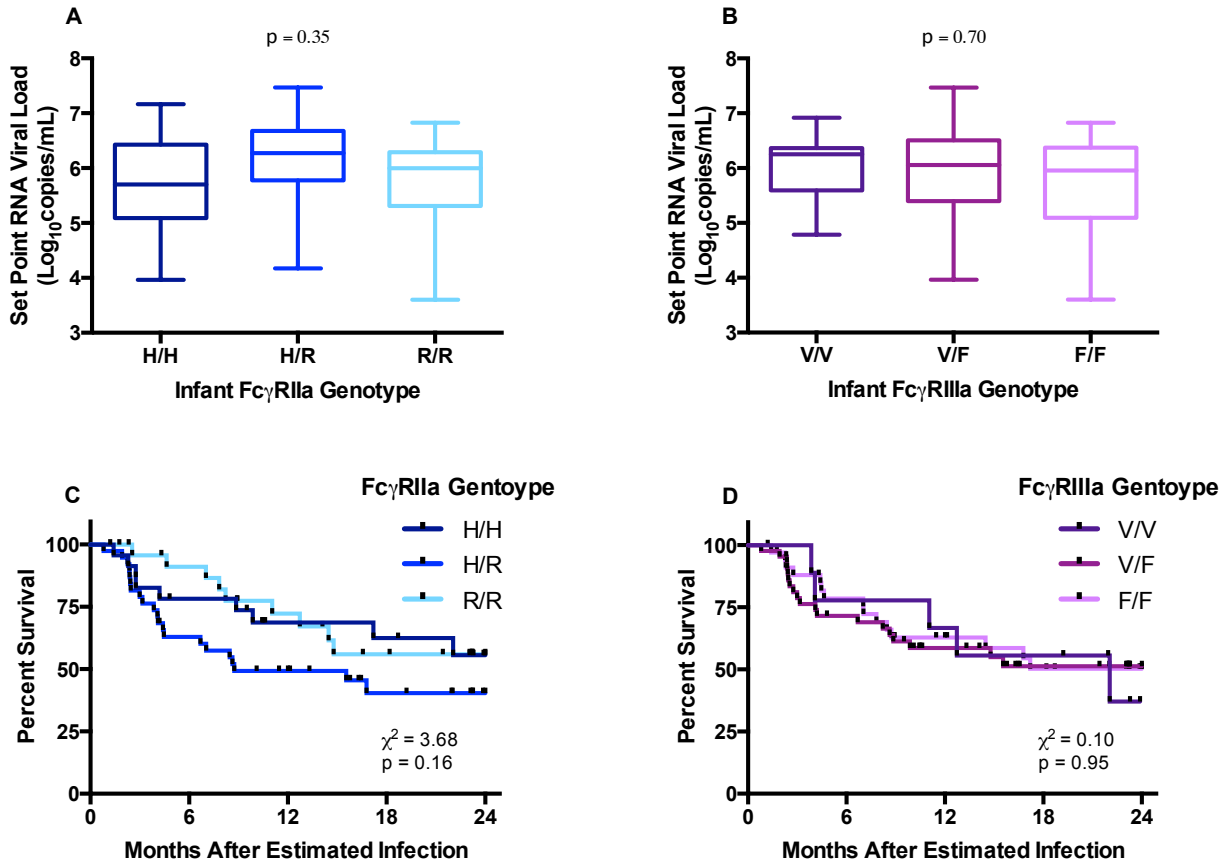 A
p = 0.35
Set Point RNA Viral Load
(Log₁₀copies/mL)
8
7
6
5
4
3
H/H
H/R
R/R
Infant FcγRIIa Genotype
B
p = 0.70
Set Point RNA Viral Load
(Log₁₀copies/mL)
8
7
6
5
4
3
V/V
V/F
F/F
Infant FcγRIIIa Genotype
C
FcγRIIa Gentoype
H/H
H/R
R/R
Percent Survival
100
75
50
25
0
χ² = 3.68
p = 0.16
0
6
12
18
24
Months After Estimated Infection
D
FcγRIIIa Gentoype
V/V
V/F
F/F
Percent Survival
100
75
50
25
0
χ² = 0.10
p = 0.95
0
6
12
18
24
Months After Estimated Infection